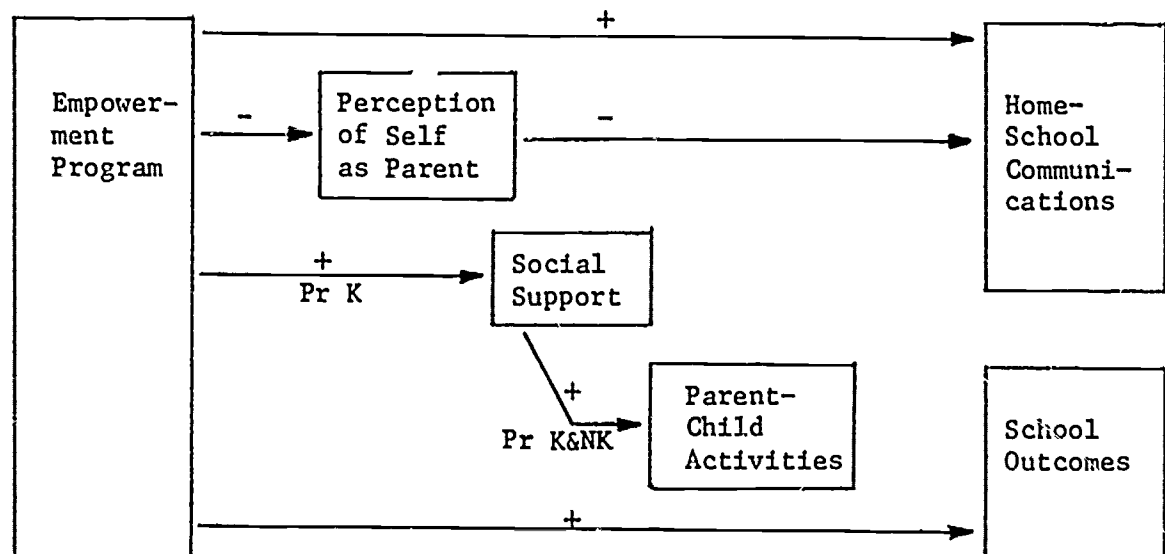 +
Empower-
ment
Program
-
Perception
of Self
as Parent
-
Home-
School
Communi-
cations
+
Pr K
Social
Support
+
Pr K&NK
Parent-
Child
Activities
School
Outcomes
+